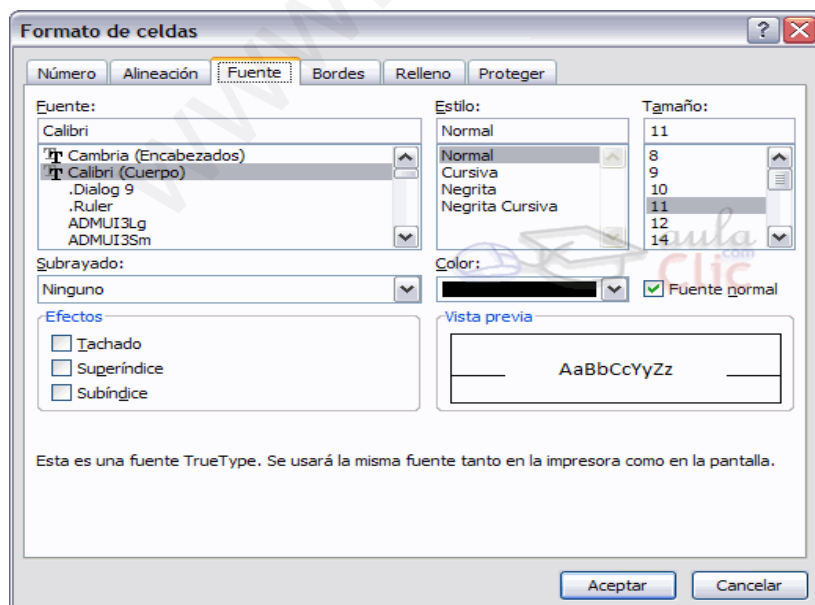 Formato de celdas
Número Alineación Fuente Bordes Relleno Proteger
Fuente: Estilo: Tamaño:
Calibri Normal 11
Cambria (Encabezados) Normal 8
Calibri (Cuerpo) Cursiva 9
.Dialog 9 Negrita 10
.Ruler Negrita Cursiva 11
ADMUI3Lg 12
ADMUI3Sm 14
aula
.com
Clic
Subrayado: Color:
Ninguno Fuente normal
Efectos Vista previa
Tachado
Superíndice AaBbCcYyZz
Subíndice
Esta es una fuente TrueType. Se usará la misma fuente tanto en la impresora como en la pantalla.
Aceptar Cancelar